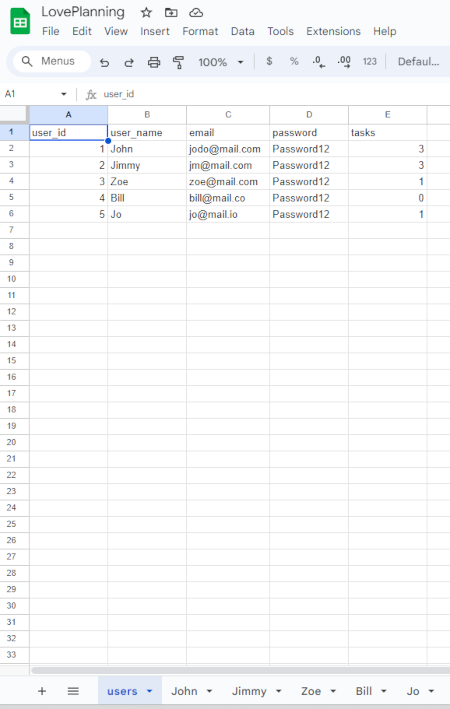 LovePlanning
File Edit View Insert Format Data Tools Extensions Help
Menus 100% $ % .0 .00 123 Defaul...
A1 fx user_id
A B C D E
1 user_id user_name email password tasks
2 1 John jodo@mail.com Password12 3
3 2 Jimmy jm@mail.com Password12 3
4 3 Zoe zoe@mail.com Password12 1
5 4 Bill bill@mail.co Password12 0
6 5 Jo jo@mail.io Password12 1
7
8
9
10
11
12
13
14
15
16
17
18
19
20
21
22
23
24
25
26
27
28
29
30
31
32
33
+ users John Jimmy Zoe Bill Jo